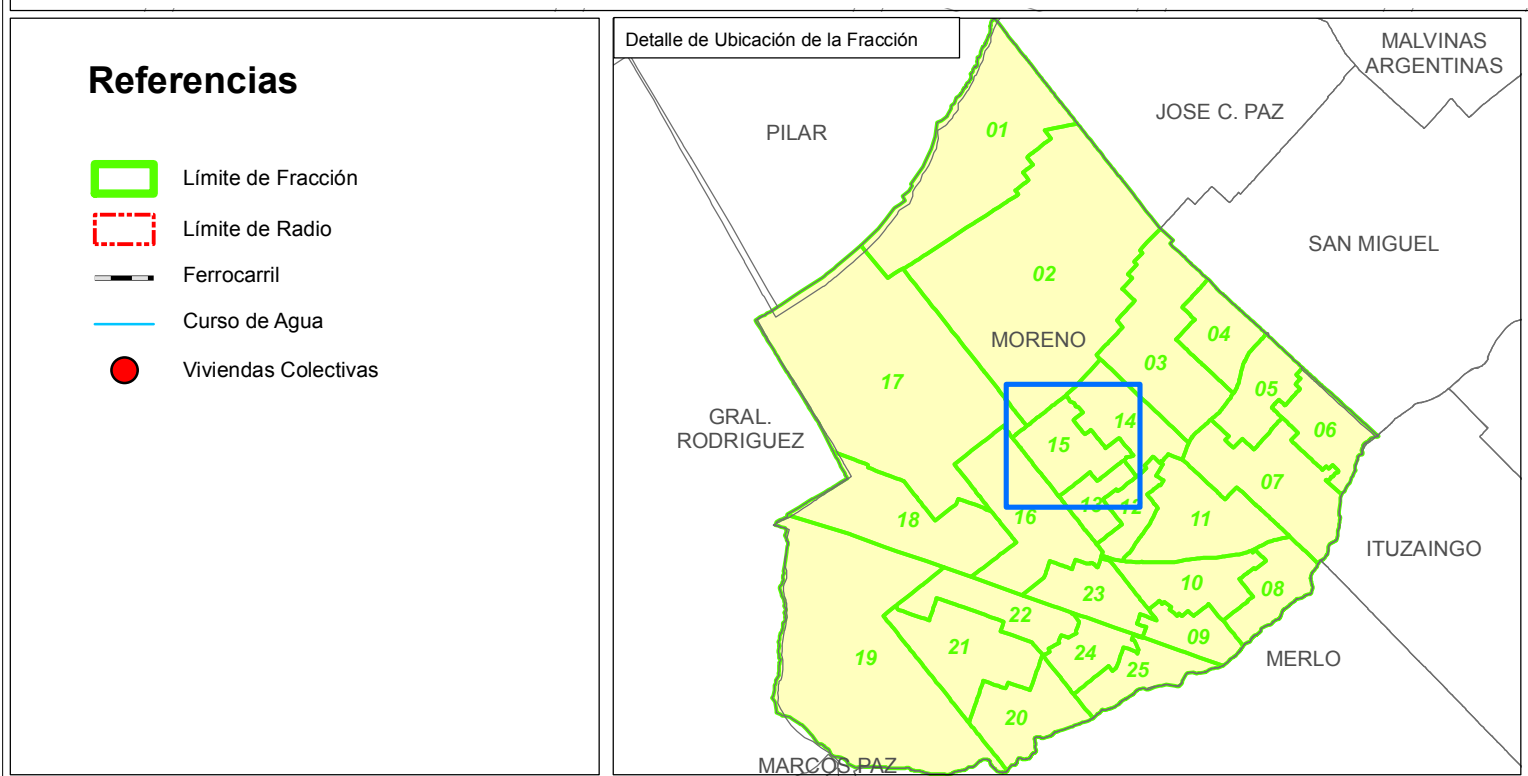 Referencias
Límite de Fracción
Límite de Radio
Ferrocarril
Curso de Agua
Viviendas Colectivas
Detalle de Ubicación de la Fracción
MALVINAS
ARGENTINAS
JOSE C. PAZ
PILAR
01
SAN MIGUEL
02
MORENO
04
03
17
05
GRAL.
RODRIGUEZ
14
06
15
07
13
12
18
16
11
ITUZAINGO
10
08
23
22
09
21
24
19
25
MERLO
20
MARCOS PAZ